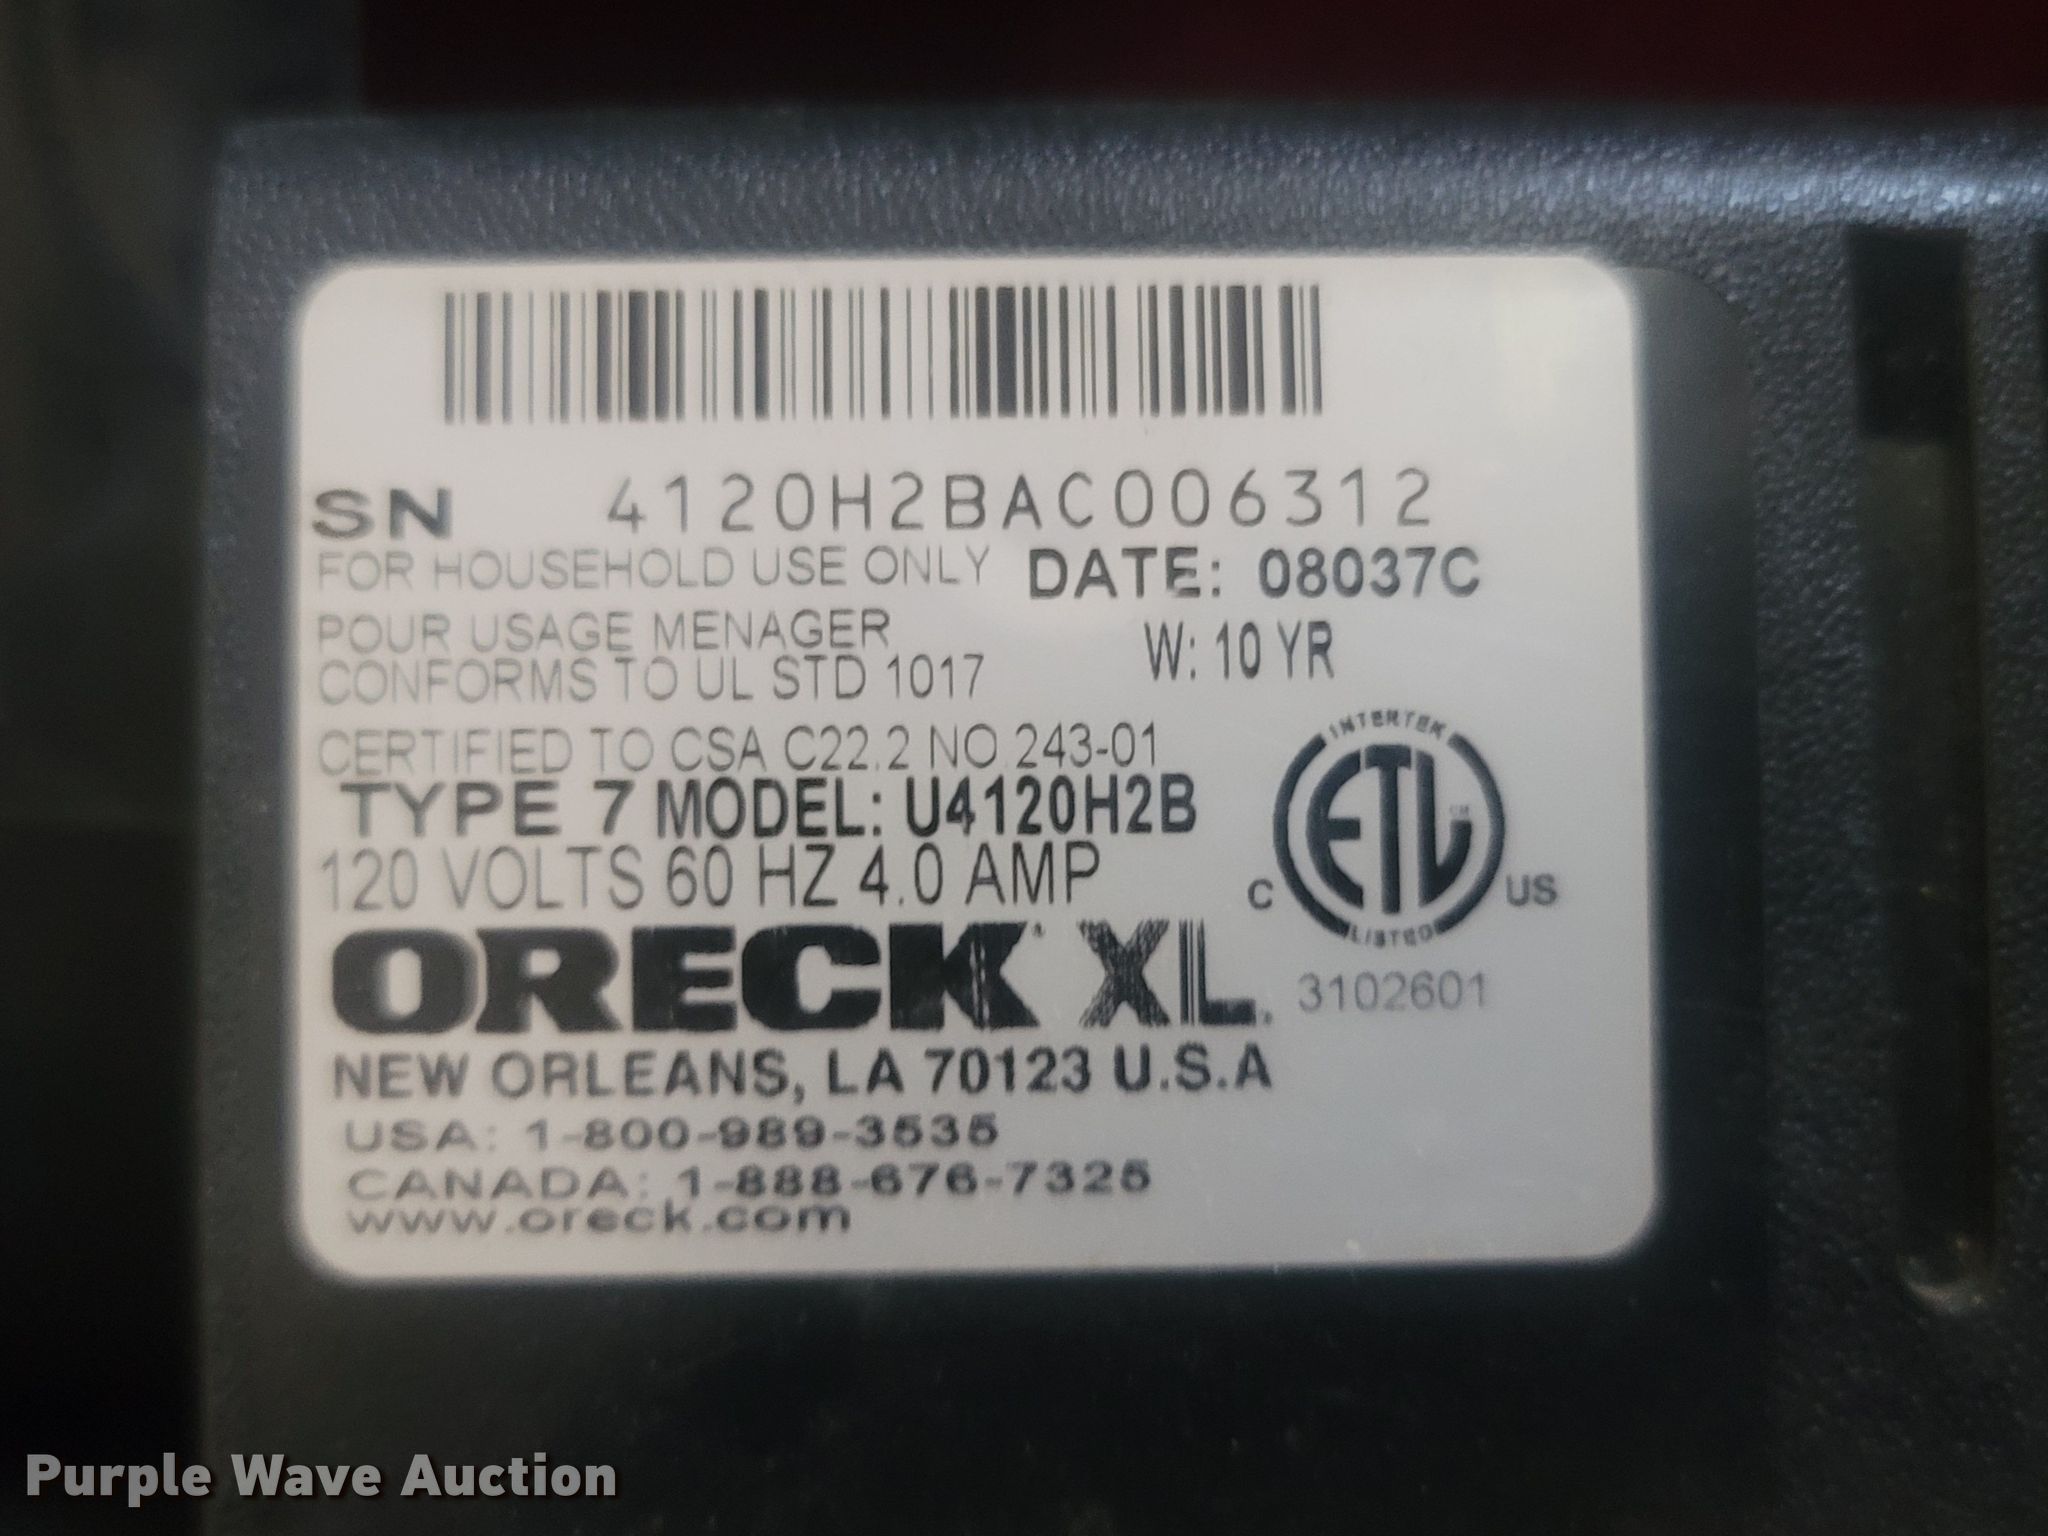 SN 4120H2BAC006312
FOR HOUSEHOLD USE ONLY DATE: 08037C
POUR USAGE MENAGER W: 10 YR
CONFORMS TO UL STD 1017
CERTIFIED TO CSA C22.2 NO 243-01
TYPE 7 MODEL: U4120H2B
120 VOLTS 60 HZ 4.0 AMP
INTERTEK
C ETL CM US
LISTED
ORECK® XL. 3102601
NEW ORLEANS, LA 70123 U.S.A
USA: 1-800-989-3535
CANADA: 1-888-676-7325
www.oreck.com
Purple Wave Auction